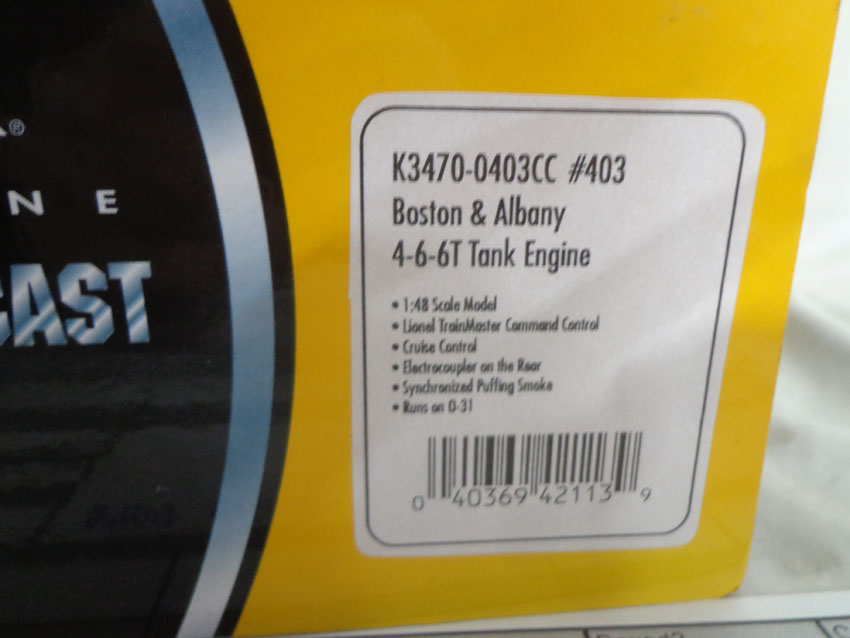 ®
N E
CAST
K3470-0403CC #403
Boston & Albany
4-6-6T Tank Engine
• 1:48 Scale Model
• Lionel TrainMaster Command Control
• Cruise Control
• Electrocoupler on the Rear
• Synchronized Puffing Smoke
• Runs on O-31
0 40369 42113 9